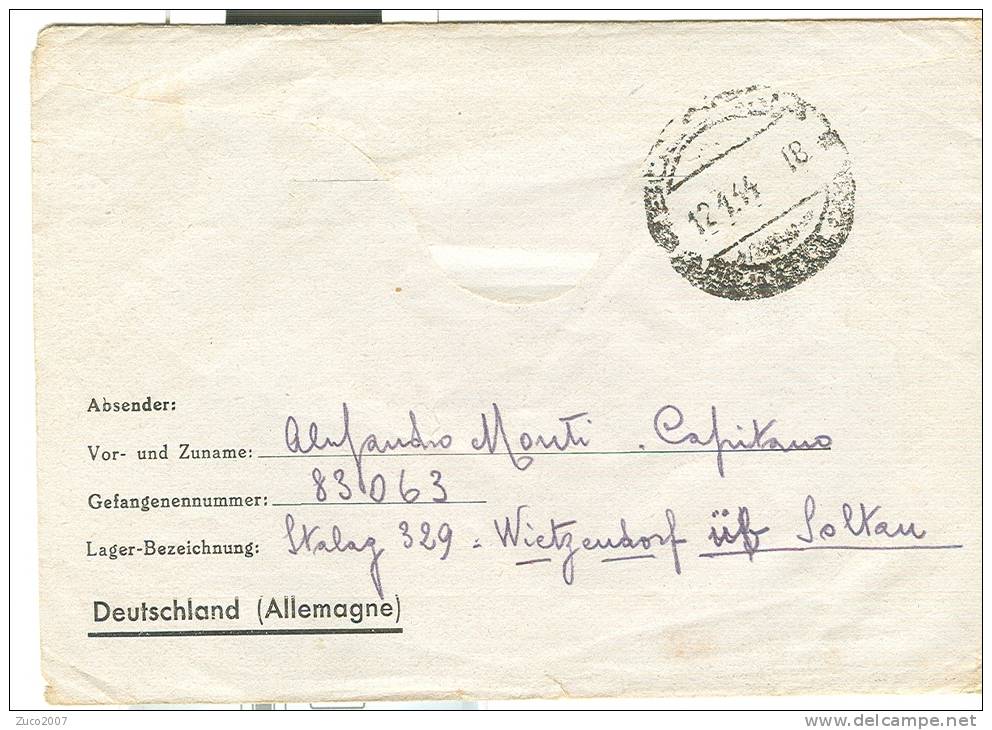 12.4.44 18
Absender:
Vor- und Zuname: Alessandro Monti . Capitano
Gefangenennummer: 83063
Lager-Bezeichnung: Stalag 329 = Wietzendorf üb Soltau
Deutschland (Allemagne)
Zuco2007
www.delcampe.net